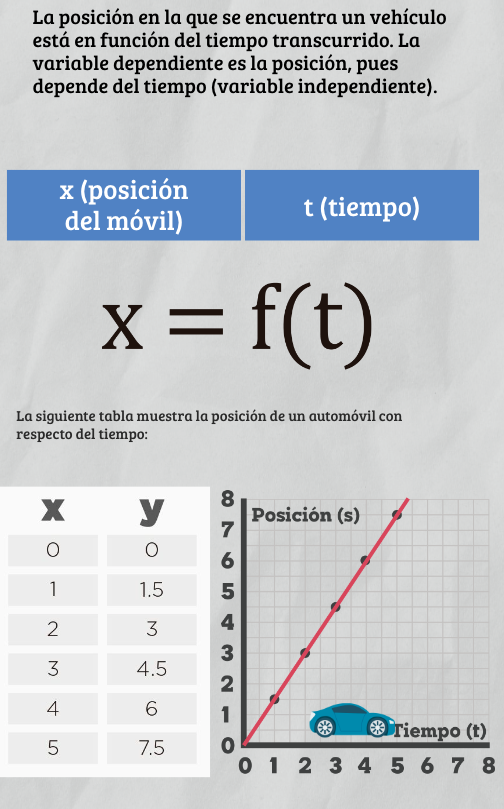 La posición en la que se encuentra un vehículo
está en función del tiempo transcurrido. La
variable dependiente es la posición, pues
depende del tiempo (variable independiente).
x (posición
del móvil)
t (tiempo)
x = f(t)
La siguiente tabla muestra la posición de un automóvil con
respecto del tiempo:
x y
0 0
1 1.5
2 3
3 4.5
4 6
5 7.5
8
Posición (s)
7
6
5
4
3
2
1
Tiempo (t)
0
0 1 2 3 4 5 6 7 8